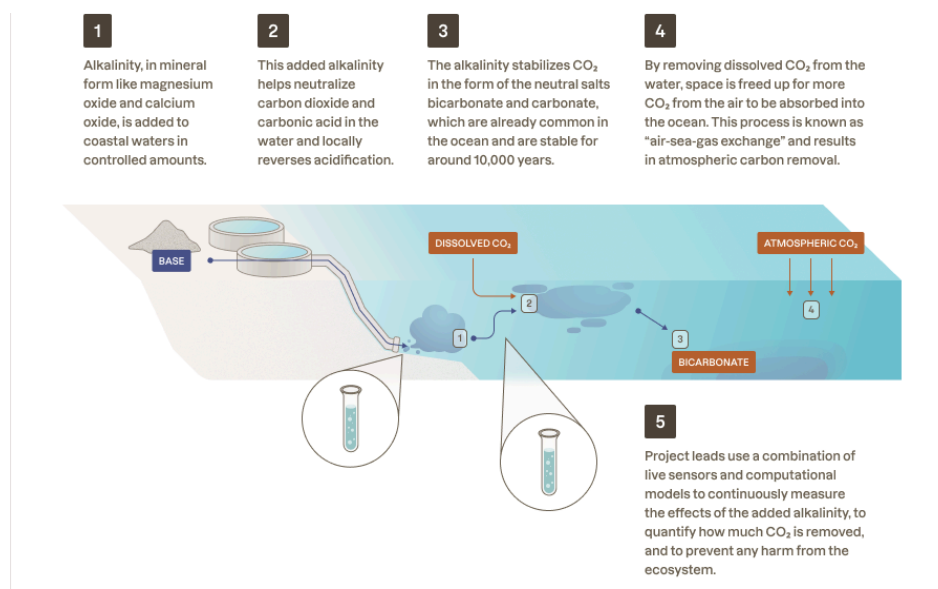 1
Alkalinity, in mineral
form like magnesium
oxide and calcium
oxide, is added to
coastal waters in
controlled amounts.
2
This added alkalinity
helps neutralize
carbon dioxide and
carbonic acid in the
water and locally
reverses acidification.
3
The alkalinity stabilizes CO₂
in the form of the neutral salts
bicarbonate and carbonate,
which are already common in
the ocean and are stable for
around 10,000 years.
4
By removing dissolved CO₂ from the
water, space is freed up for more
CO₂ from the air to be absorbed into
the ocean. This process is known as
“air-sea-gas exchange” and results
in atmospheric carbon removal.
BASE
DISSOLVED CO₂
ATMOSPHERIC CO₂
1
2
3
BICARBONATE
4
5
Project leads use a combination of
live sensors and computational
models to continuously measure
the effects of the added alkalinity, to
quantify how much CO₂ is removed,
and to prevent any harm from the
ecosystem.